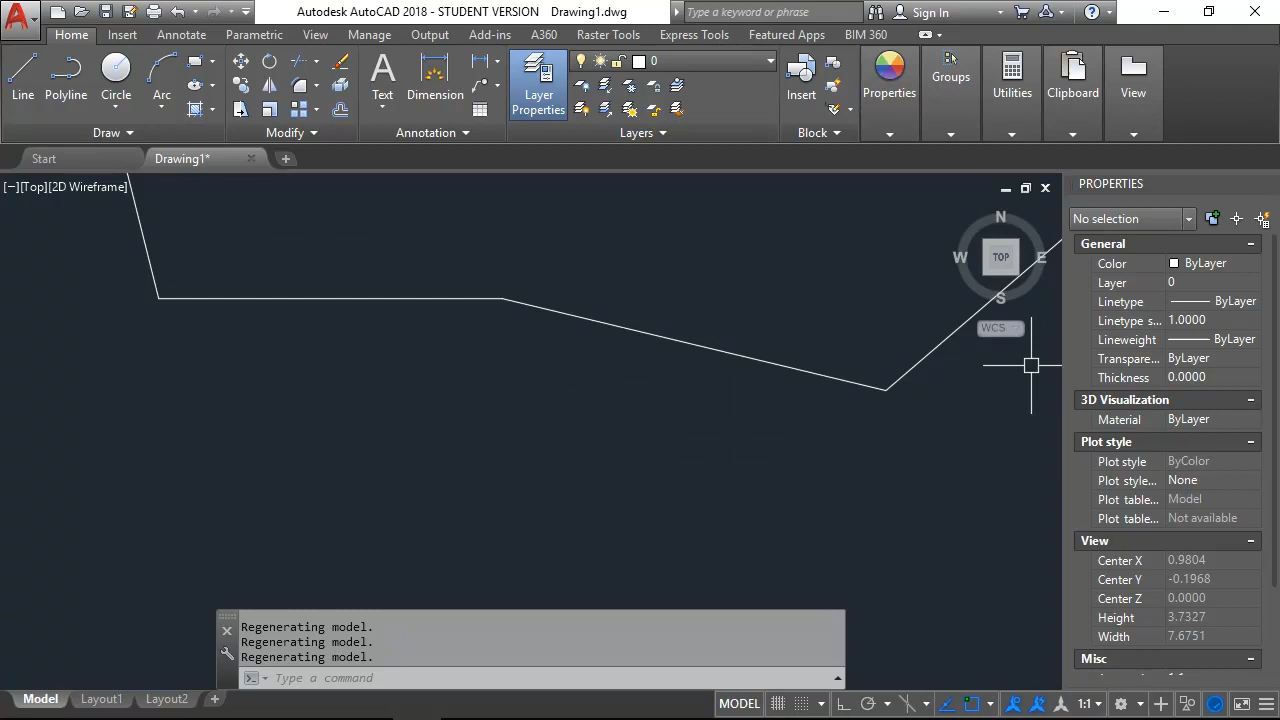 Autodesk AutoCAD 2018 - STUDENT VERSION Drawing1.dwg
Type a keyword or phrase
Sign In
Home Insert Annotate Parametric View Manage Output Add-ins A360 Raster Tools Express Tools Featured Apps BIM 360
Line Polyline Circle Arc
Draw
Modify
Text Dimension
Annotation
Layer Properties
0
Layers
Insert
Block
Properties
Groups
Utilities
Clipboard
View
Start Drawing1*
[−][Top][2D Wireframe]
N
W TOP E
S
WCS
PROPERTIES
No selection
General
Color ByLayer
Layer 0
Linetype ByLayer
Linetype s... 1.0000
Lineweight ByLayer
Transpare... ByLayer
Thickness 0.0000
3D Visualization
Material ByLayer
Plot style
Plot style ByColor
Plot style... None
Plot table... Model
Plot table... Not available
View
Center X 0.9804
Center Y -0.1968
Center Z 0.0000
Height 3.7327
Width 7.6751
Misc
Regenerating model.
Regenerating model.
Regenerating model.
Type a command
Model Layout1 Layout2
MODEL
1:1